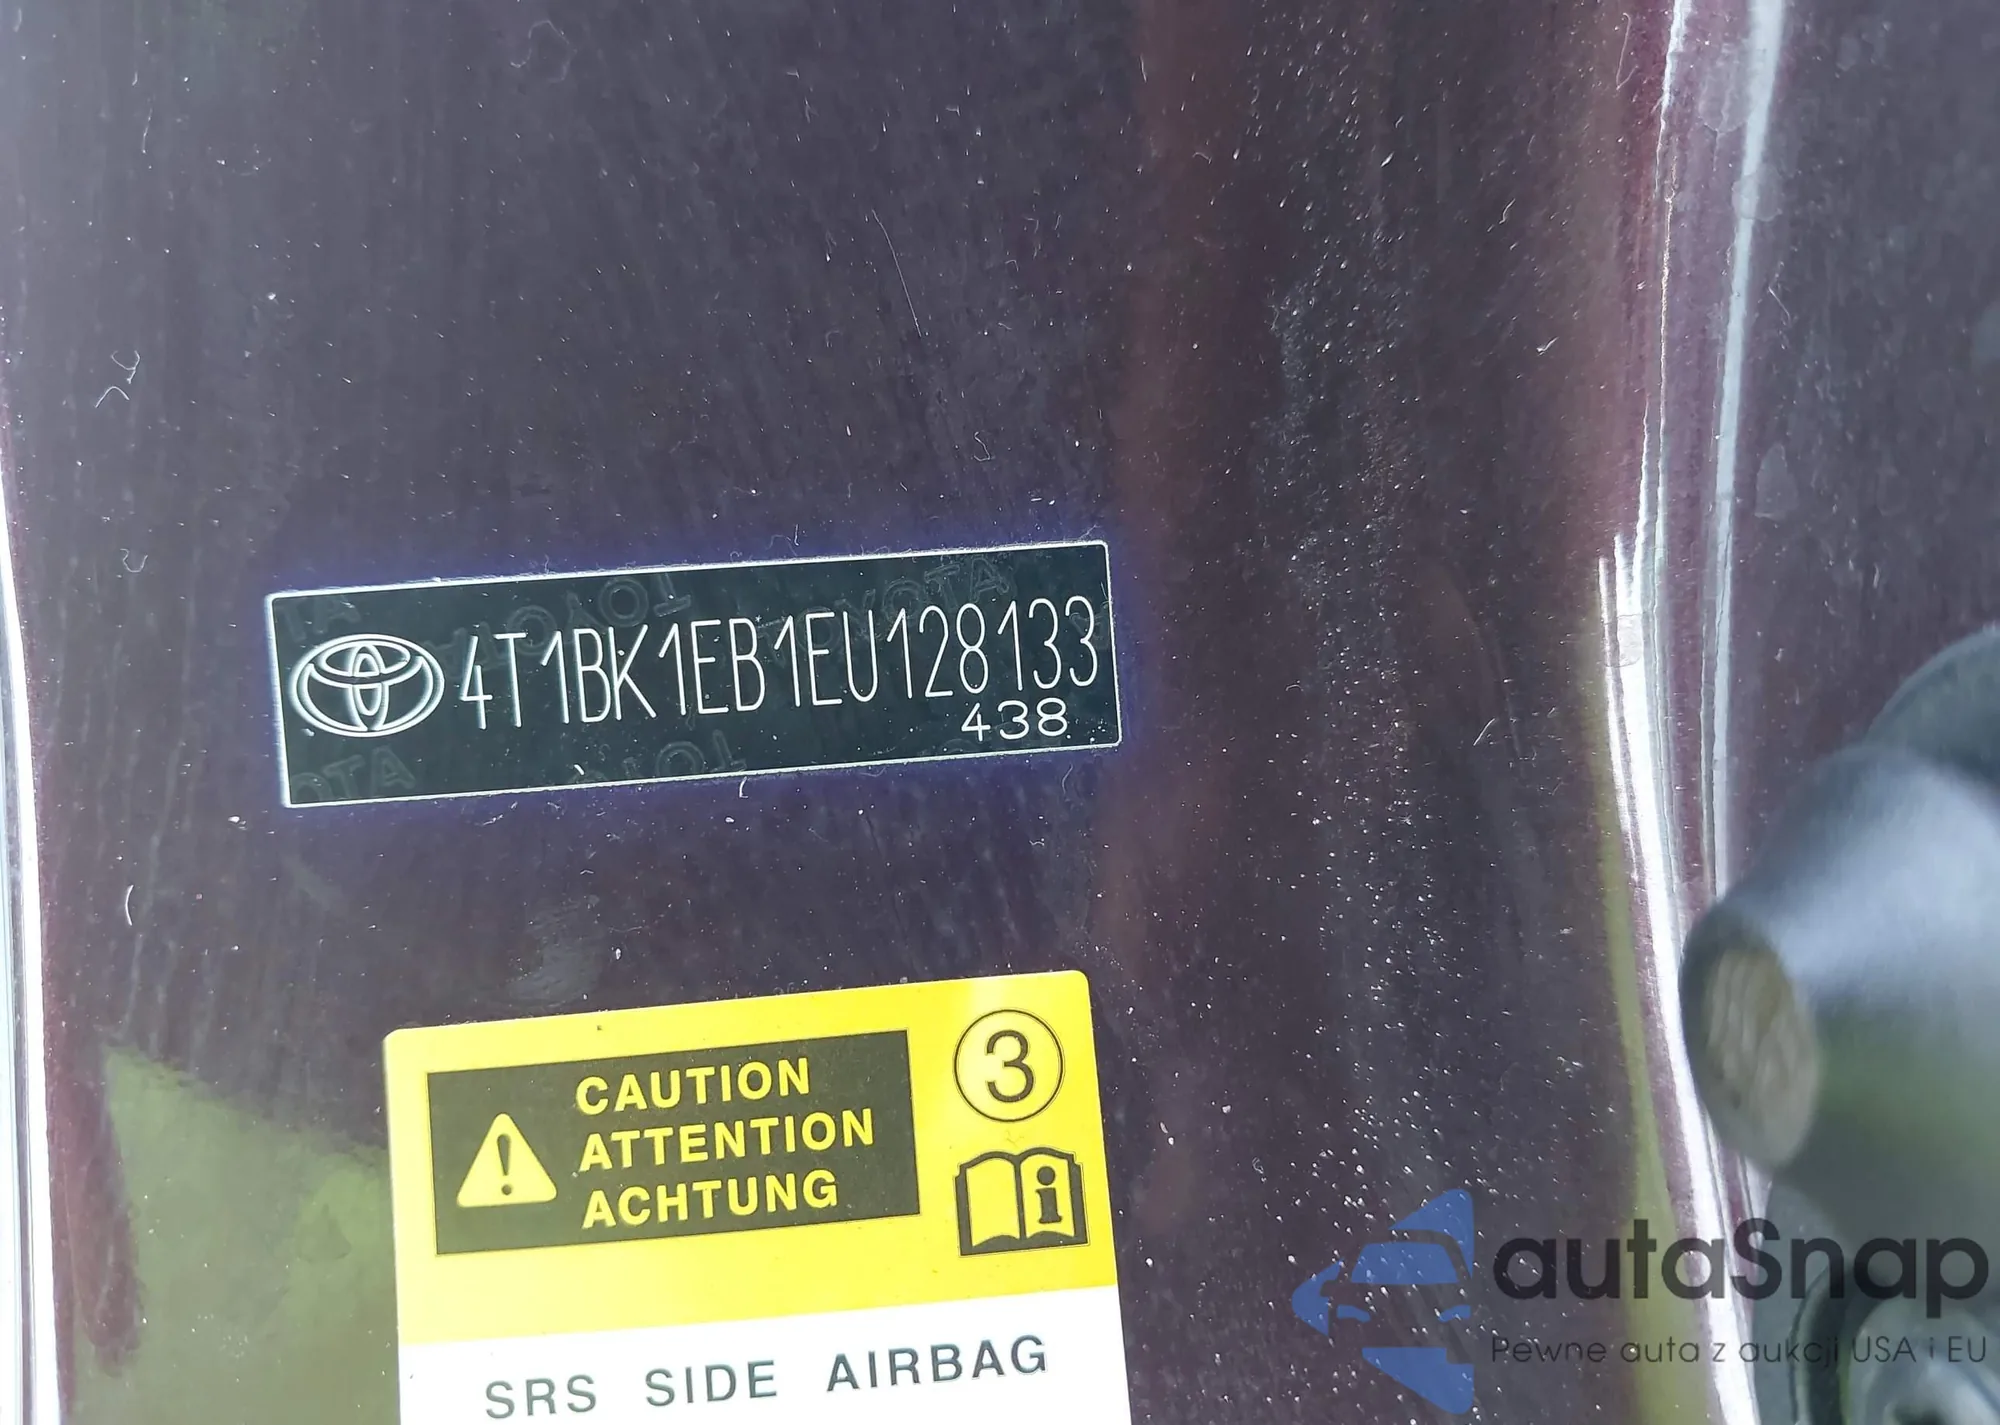 4T1BK1EB1EU128133
438
CAUTION
ATTENTION
ACHTUNG
3
i
SRS SIDE AIRBAG
autaSnap
Pewne auta z aukcji USA i EU